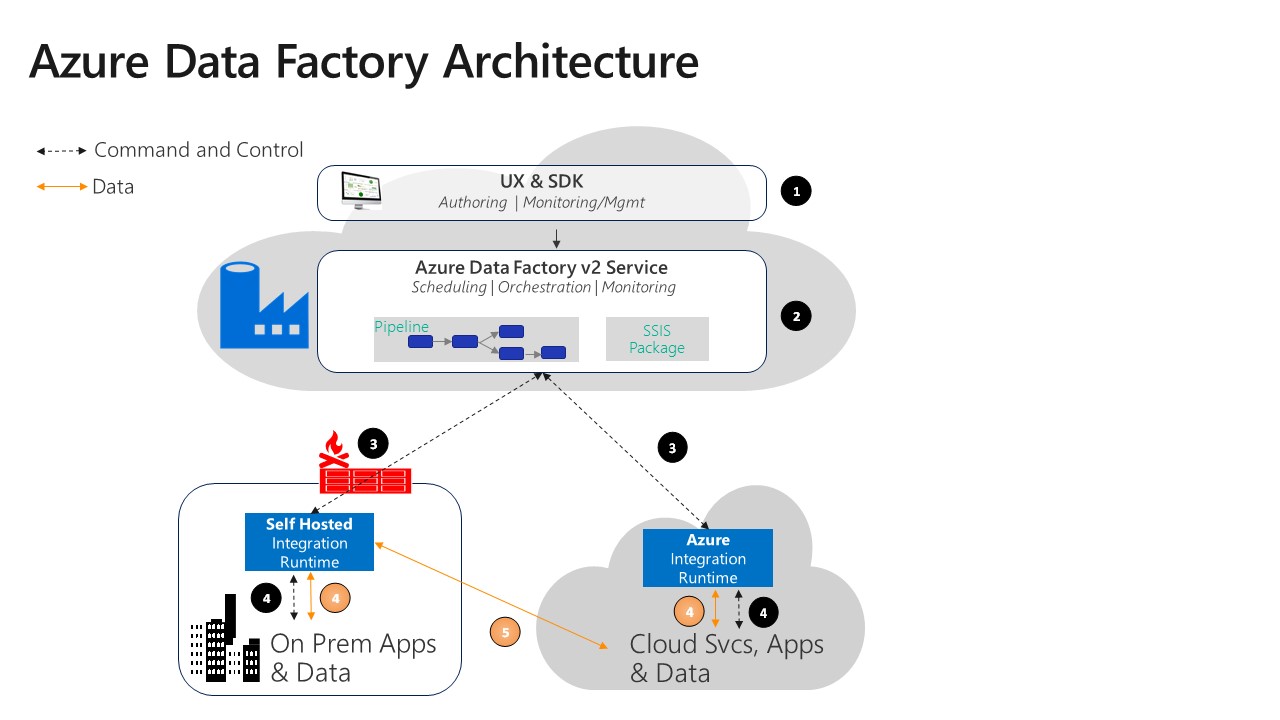 Azure Data Factory Architecture
Command and Control
Data
UX & SDK
Authoring | Monitoring/Mgmt
1
Azure Data Factory v2 Service
Scheduling | Orchestration | Monitoring
Pipeline
SSIS
Package
2
3
3
Self Hosted
Integration
Runtime
Azure
Integration
Runtime
4
4
4
4
5
On Prem Apps
& Data
Cloud Svcs, Apps
& Data